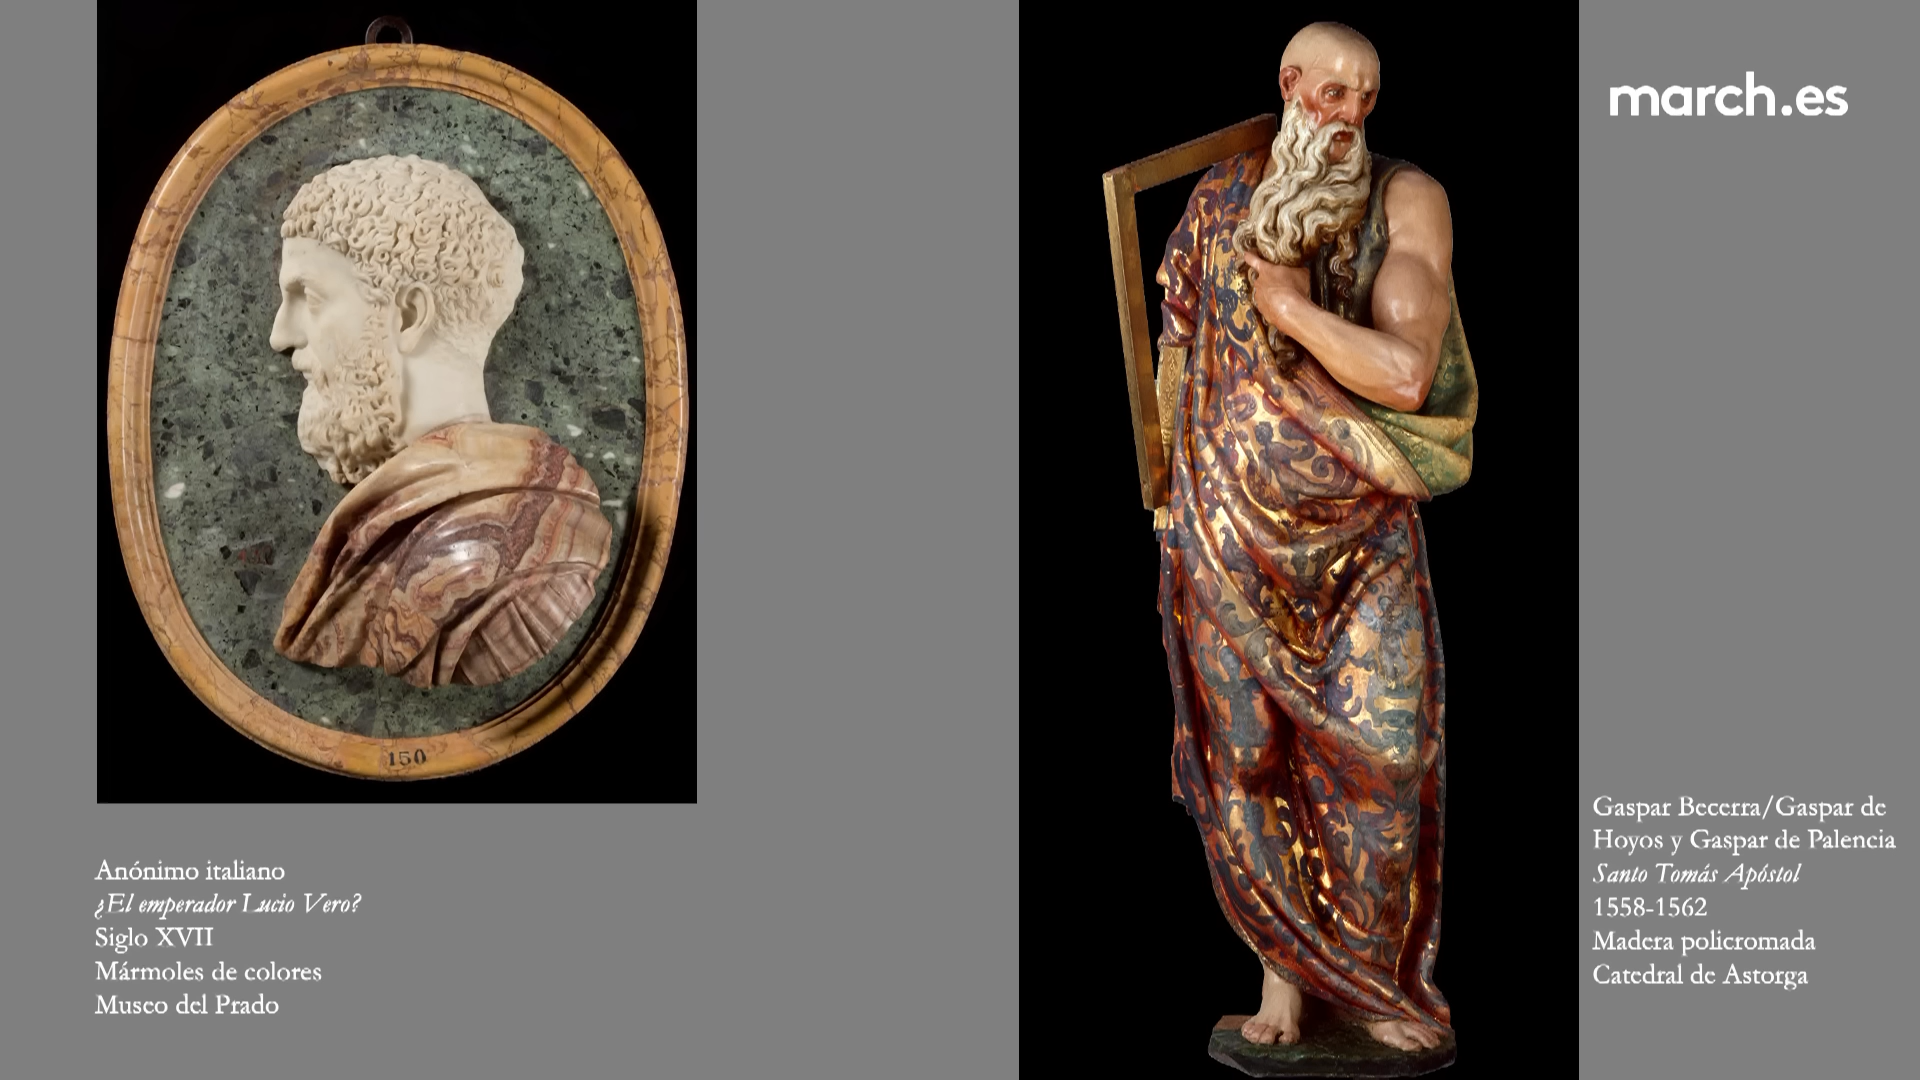 march.es
150
Anónimo italiano
¿El emperador Lucio Vero?
Siglo XVII
Mármoles de colores
Museo del Prado
Gaspar Becerra/Gaspar de
Hoyos y Gaspar de Palencia
Santo Tomás Apóstol
1558-1562
Madera policromada
Catedral de Astorga